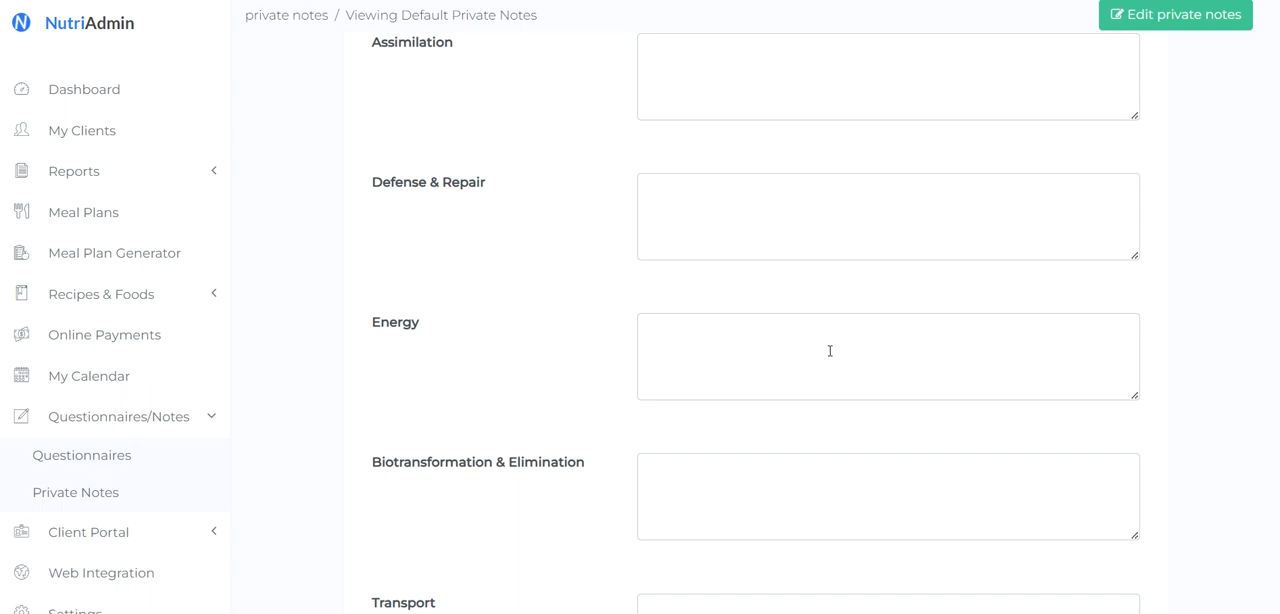 NutriAdmin
private notes / Viewing Default Private Notes
Edit private notes
Dashboard
My Clients
Reports
Meal Plans
Meal Plan Generator
Recipes & Foods
Online Payments
My Calendar
Questionnaires/Notes
Questionnaires
Private Notes
Client Portal
Web Integration
Settings
Assimilation
Defense & Repair
Energy
Biotransformation & Elimination
Transport